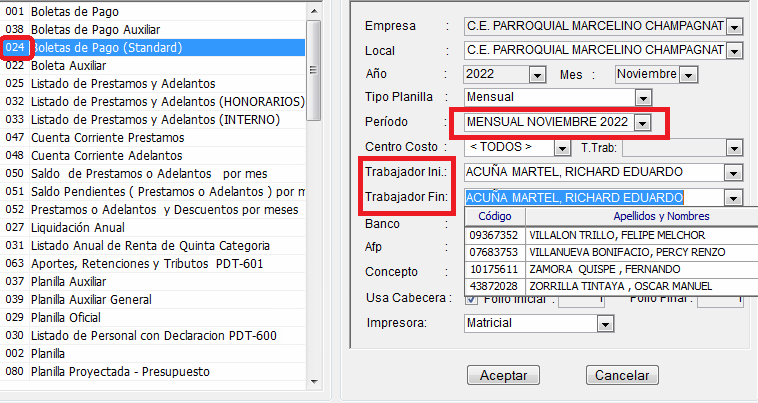 001 Boletas de Pago
038 Boletas de Pago Auxiliar
024 Boletas de Pago (Standard)
022 Boleta Auxiliar
025 Listado de Prestamos y Adelantos
032 Listado de Prestamos y Adelantos (HONORARIOS)
033 Listado de Prestamos y Adelantos (INTERNO)
047 Cuenta Corriente Prestamos
048 Cuenta Corriente Adelantos
050 Saldo de Prestamos o Adelantos por mes
051 Saldo Pendientes ( Prestamos o Adelantos ) por m
052 Prestamos o Adelantos y Descuentos por meses
027 Liquidación Anual
031 Listado Anual de Renta de Quinta Categoria
063 Aportes, Retenciones y Tributos PDT-601
037 Planilla Auxiliar
034 Planilla Auxiliar General
029 Planilla Oficial
030 Listado de Personal con Declaracion PDT-600
002 Planilla
080 Planilla Proyectada - Presupuesto
Empresa : C.E. PARROQUIAL MARCELINO CHAMPAGNAT
Local : C.E. PARROQUIAL MARCELINO CHAMPAGNAT
Año : 2022 Mes : Noviembre
Tipo Planilla : Mensual
Período : MENSUAL NOVIEMBRE 2022
Centro Costo : < TODOS > T.Trab:
Trabajador Ini.: ACUÑA MARTEL, RICHARD EDUARDO
Trabajador Fin: ACUÑA MARTEL, RICHARD EDUARDO
Código Apellidos y Nombres
Banco : 09367352 VILLALON TRILLO, FELIPE MELCHOR
Afp : 07683753 VILLANUEVA BONIFACIO, PERCY RENZO
Concepto : 10175611 ZAMORA QUISPE , FERNANDO
43872028 ZORRILLA TINTAYA , OSCAR MANUEL
Usa Cabecera : Folio Inicial : 1 Folio Final : 1
Impresora: Matricial
Aceptar Cancelar